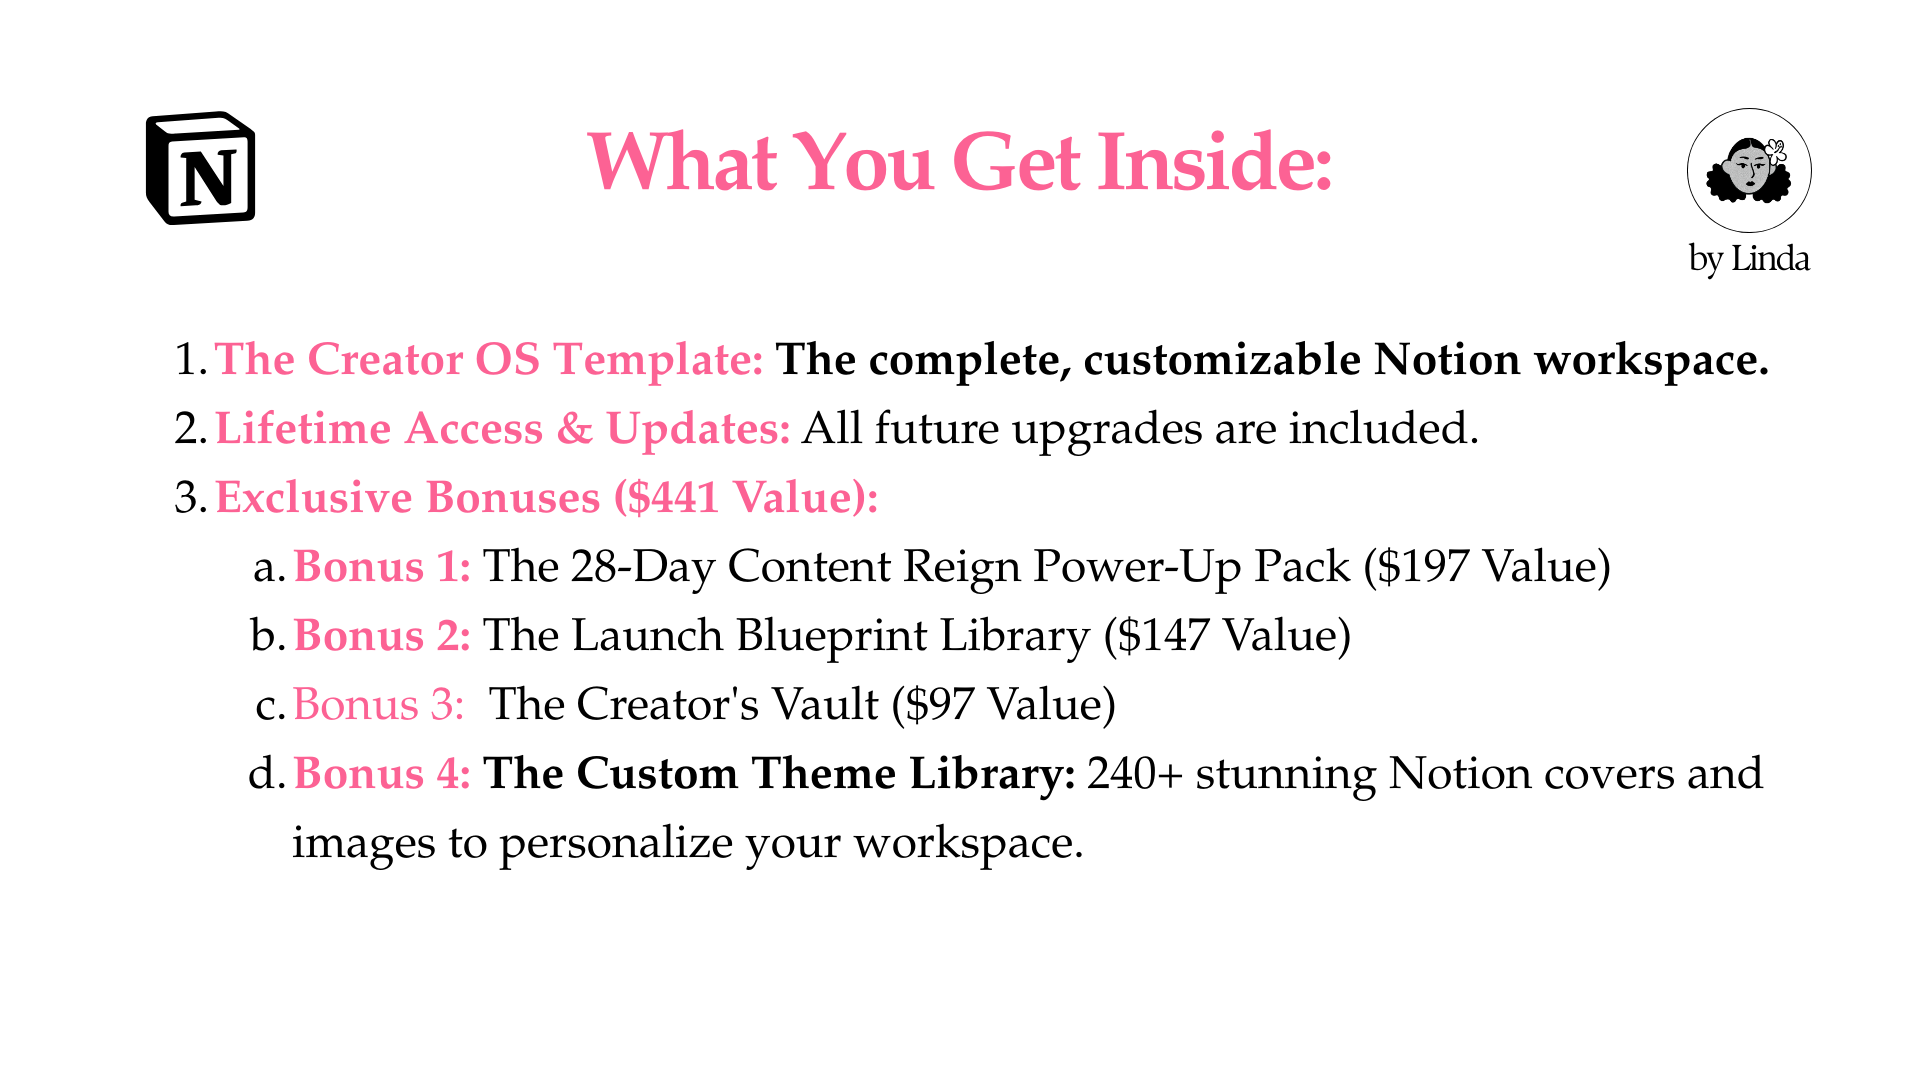 N
What You Get Inside:
by Linda
1. The Creator OS Template: The complete, customizable Notion workspace.
2. Lifetime Access & Updates: All future upgrades are included.
3. Exclusive Bonuses ($441 Value):
a. Bonus 1: The 28-Day Content Reign Power-Up Pack ($197 Value)
b. Bonus 2: The Launch Blueprint Library ($147 Value)
c. Bonus 3:  The Creator's Vault ($97 Value)
d. Bonus 4: The Custom Theme Library: 240+ stunning Notion covers and
images to personalize your workspace.